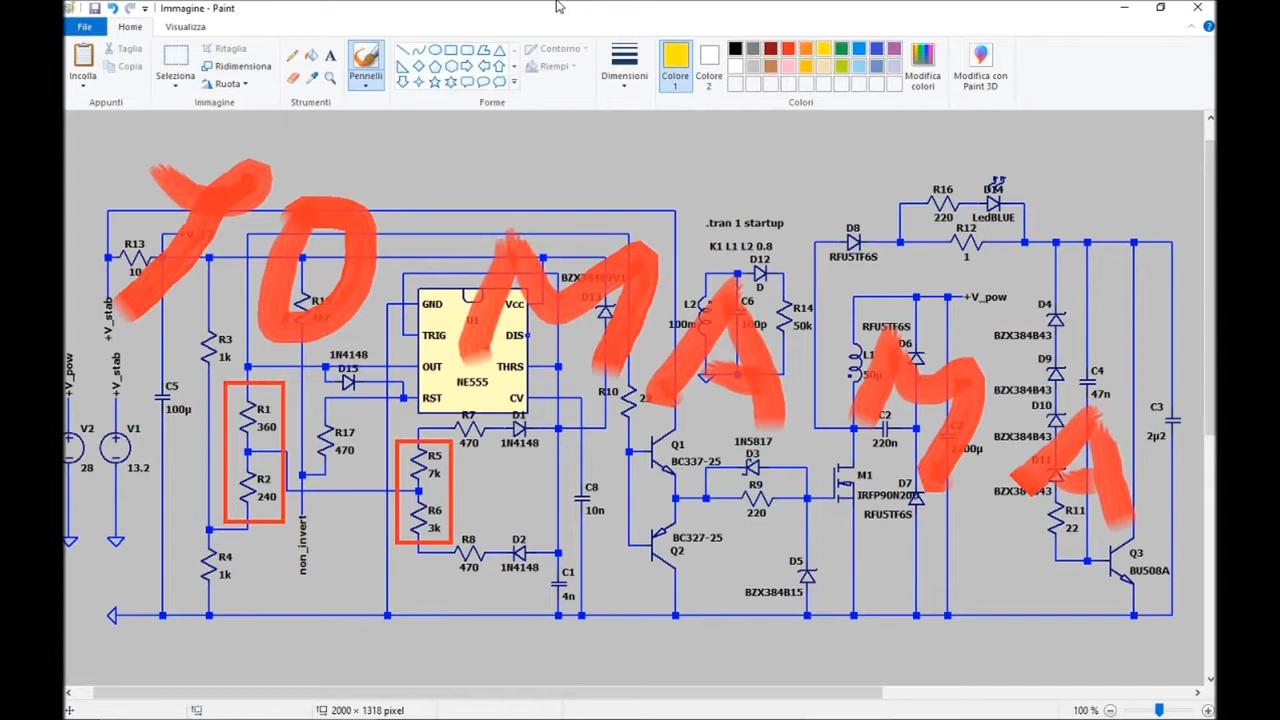 Immagine - Paint
File Home Visualizza
Incolla Taglia Copia Seleziona Ritaglia Ridimensiona Ruota Pennelli Contorno Riempi Dimensioni Colore 1 Colore 2 Modifica colori Modifica con Paint 3D
Appunti Immagine Strumenti Forme Colori
TOMAMA
.tran 1 startup
K1 L1 L2 0.8
R13
10
+V_stab
+V_pow
+V_stab
V2
28
V1
13.2
C5
100µ
R3
1k
R4
1k
R1
360
R2
240
non_invert
1N4148
D15
R17
470
GND Vcc
TRIG DIS
OUT THRS
RST CV
U1
NE555
R7
470
D1
1N4148
R5
7k
R6
3k
R8
470
D2
1N4148
C1
4n
C8
10n
D13
R10
Q1
BC337-25
BC327-25
Q2
L2
100m
C6
100p
D12
D
R14
50k
1N5817
D3
R9
220
D5
BZX384B15
M1
D8
RFU5TF6S
RFU5TF6S
D6
L1
C2
220n
D7
RFU5TF6S
+V_pow
R16
220
D14
LedBLUE
R12
1
D4
BZX384B43
D9
BZX384B43
D10
BZX384B43
D11
R11
22
C4
47n
C3
2µ2
Q3
BU508A
2000 × 1318 pixel
100 %